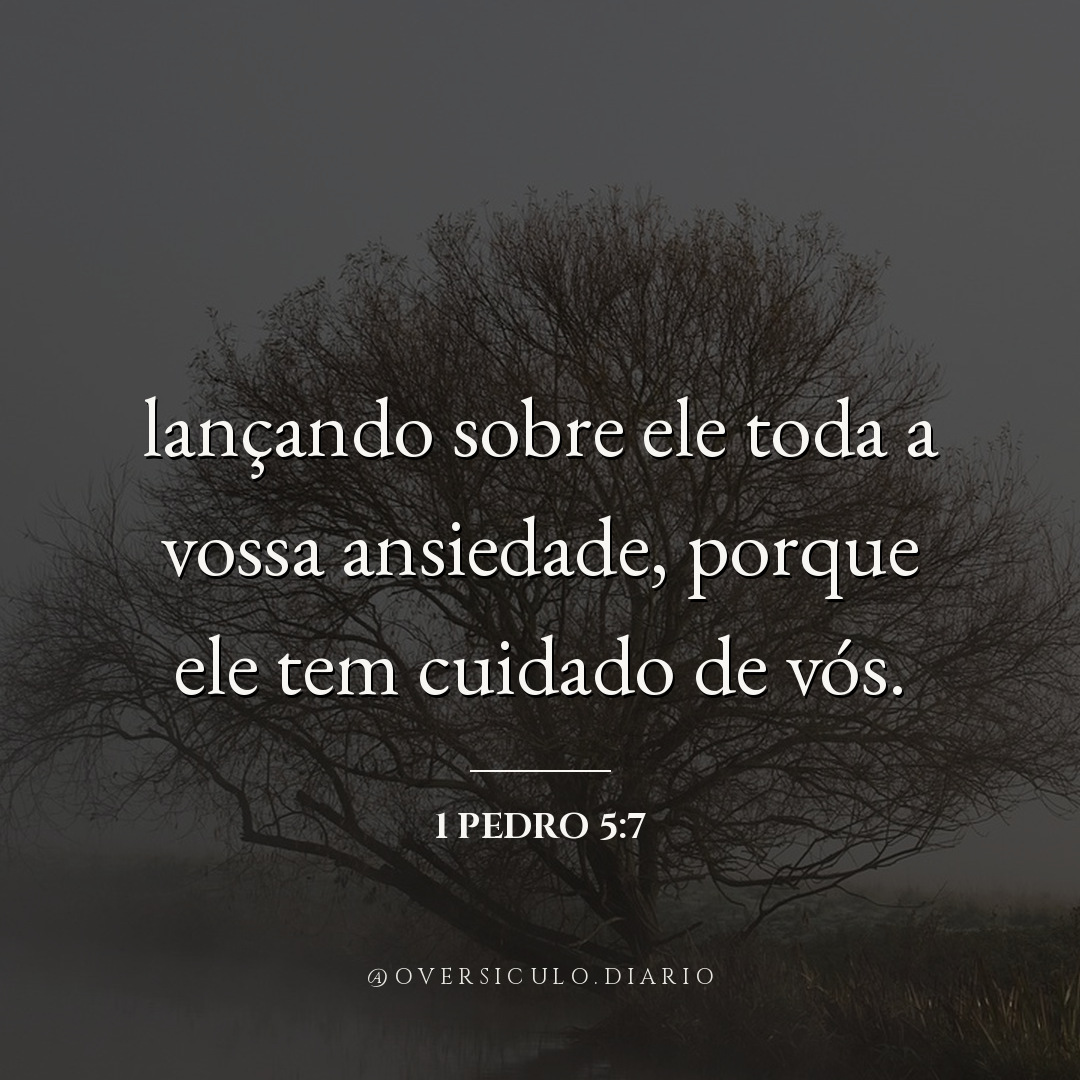 lançando sobre ele toda a
vossa ansiedade, porque
ele tem cuidado de vós.
1 PEDRO 5:7
@OVERSICULO.DIARIO